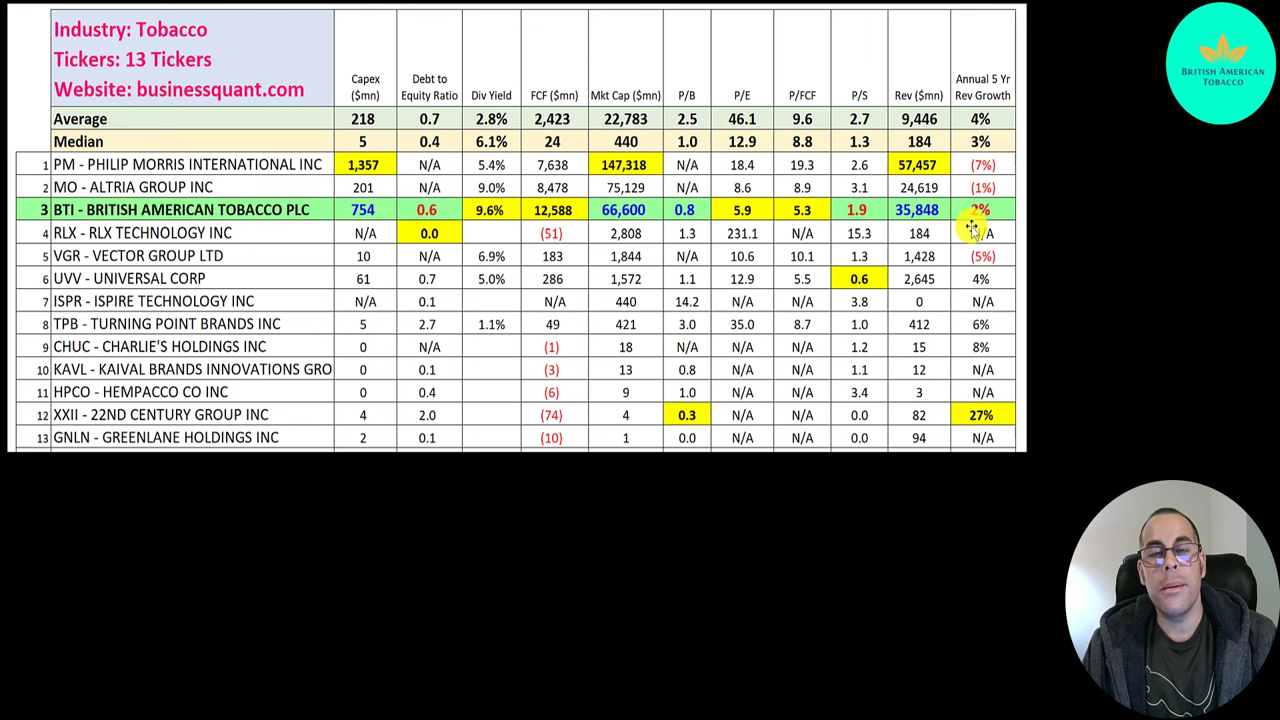 Industry: Tobacco
Tickers: 13 Tickers
Website: businessquant.com
Capex ($mn) Debt to Equity Ratio Div Yield FCF ($mn) Mkt Cap ($mn) P/B P/E P/FCF P/S Rev ($mn) Annual 5 Yr Rev Growth
Average 218 0.7 2.8% 2,423 22,783 2.5 46.1 9.6 2.7 9,446 4%
Median 5 0.4 6.1% 24 440 1.0 12.9 8.8 1.3 184 3%
1 PM - PHILIP MORRIS INTERNATIONAL INC 1,357 N/A 5.4% 7,638 147,318 N/A 18.4 19.3 2.6 57,457 (7%)
2 MO - ALTRIA GROUP INC 201 N/A 9.0% 8,478 75,129 N/A 8.6 8.9 3.1 24,619 (1%)
3 BTI - BRITISH AMERICAN TOBACCO PLC 754 0.6 9.6% 12,588 66,600 0.8 5.9 5.3 1.9 35,848 2%
4 RLX - RLX TECHNOLOGY INC N/A 0.0 (51) 2,808 1.3 231.1 N/A 15.3 184 N/A
5 VGR - VECTOR GROUP LTD 10 N/A 6.9% 183 1,844 N/A 10.6 10.1 1.3 1,428 (5%)
6 UVV - UNIVERSAL CORP 61 0.7 5.0% 286 1,572 1.1 12.9 5.5 0.6 2,645 4%
7 ISPR - ISPIRE TECHNOLOGY INC N/A 0.1 N/A 440 14.2 N/A N/A 3.8 0 N/A
8 TPB - TURNING POINT BRANDS INC 5 2.7 1.1% 49 421 3.0 35.0 8.7 1.0 412 6%
9 CHUC - CHARLIE'S HOLDINGS INC 0 N/A (1) 18 N/A N/A N/A 1.2 15 8%
10 KAVL - KAIVAL BRANDS INNOVATIONS GRO 0 0.1 (3) 13 0.8 N/A N/A 1.1 12 N/A
11 HPCO - HEMPACCO CO INC 0 0.4 (6) 9 1.0 N/A N/A 3.4 3 N/A
12 XXII - 22ND CENTURY GROUP INC 4 2.0 (74) 4 0.3 N/A N/A 0.0 82 27%
13 GNLN - GREENLANE HOLDINGS INC 2 0.1 (10) 1 0.0 N/A N/A 0.0 94 N/A
BRITISH AMERICAN
TOBACCO